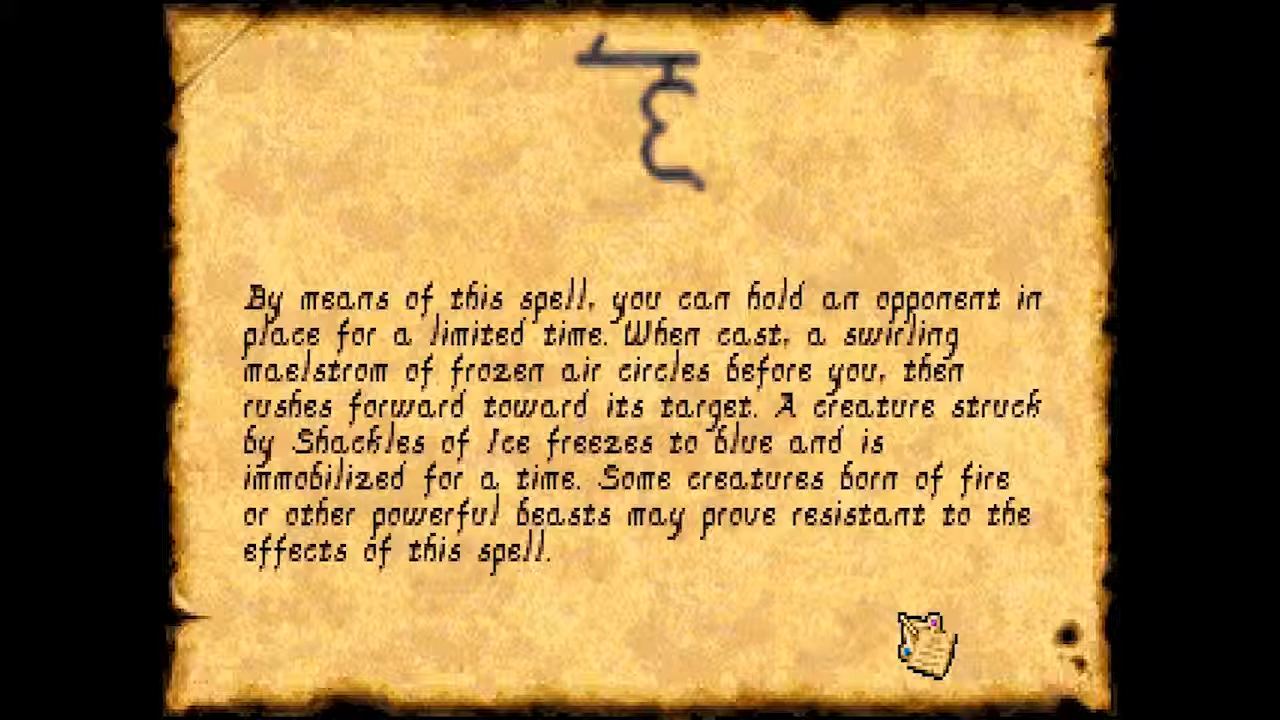 By means of this spell, you can hold an opponent in
place for a limited time. When cast, a swirling
maelstrom of frozen air circles before you, then
rushes forward toward its target. A creature struck
by Shackles of Ice freezes to blue and is
immobilized for a time. Some creatures born of fire
or other powerful beasts may prove resistant to the
effects of this spell.